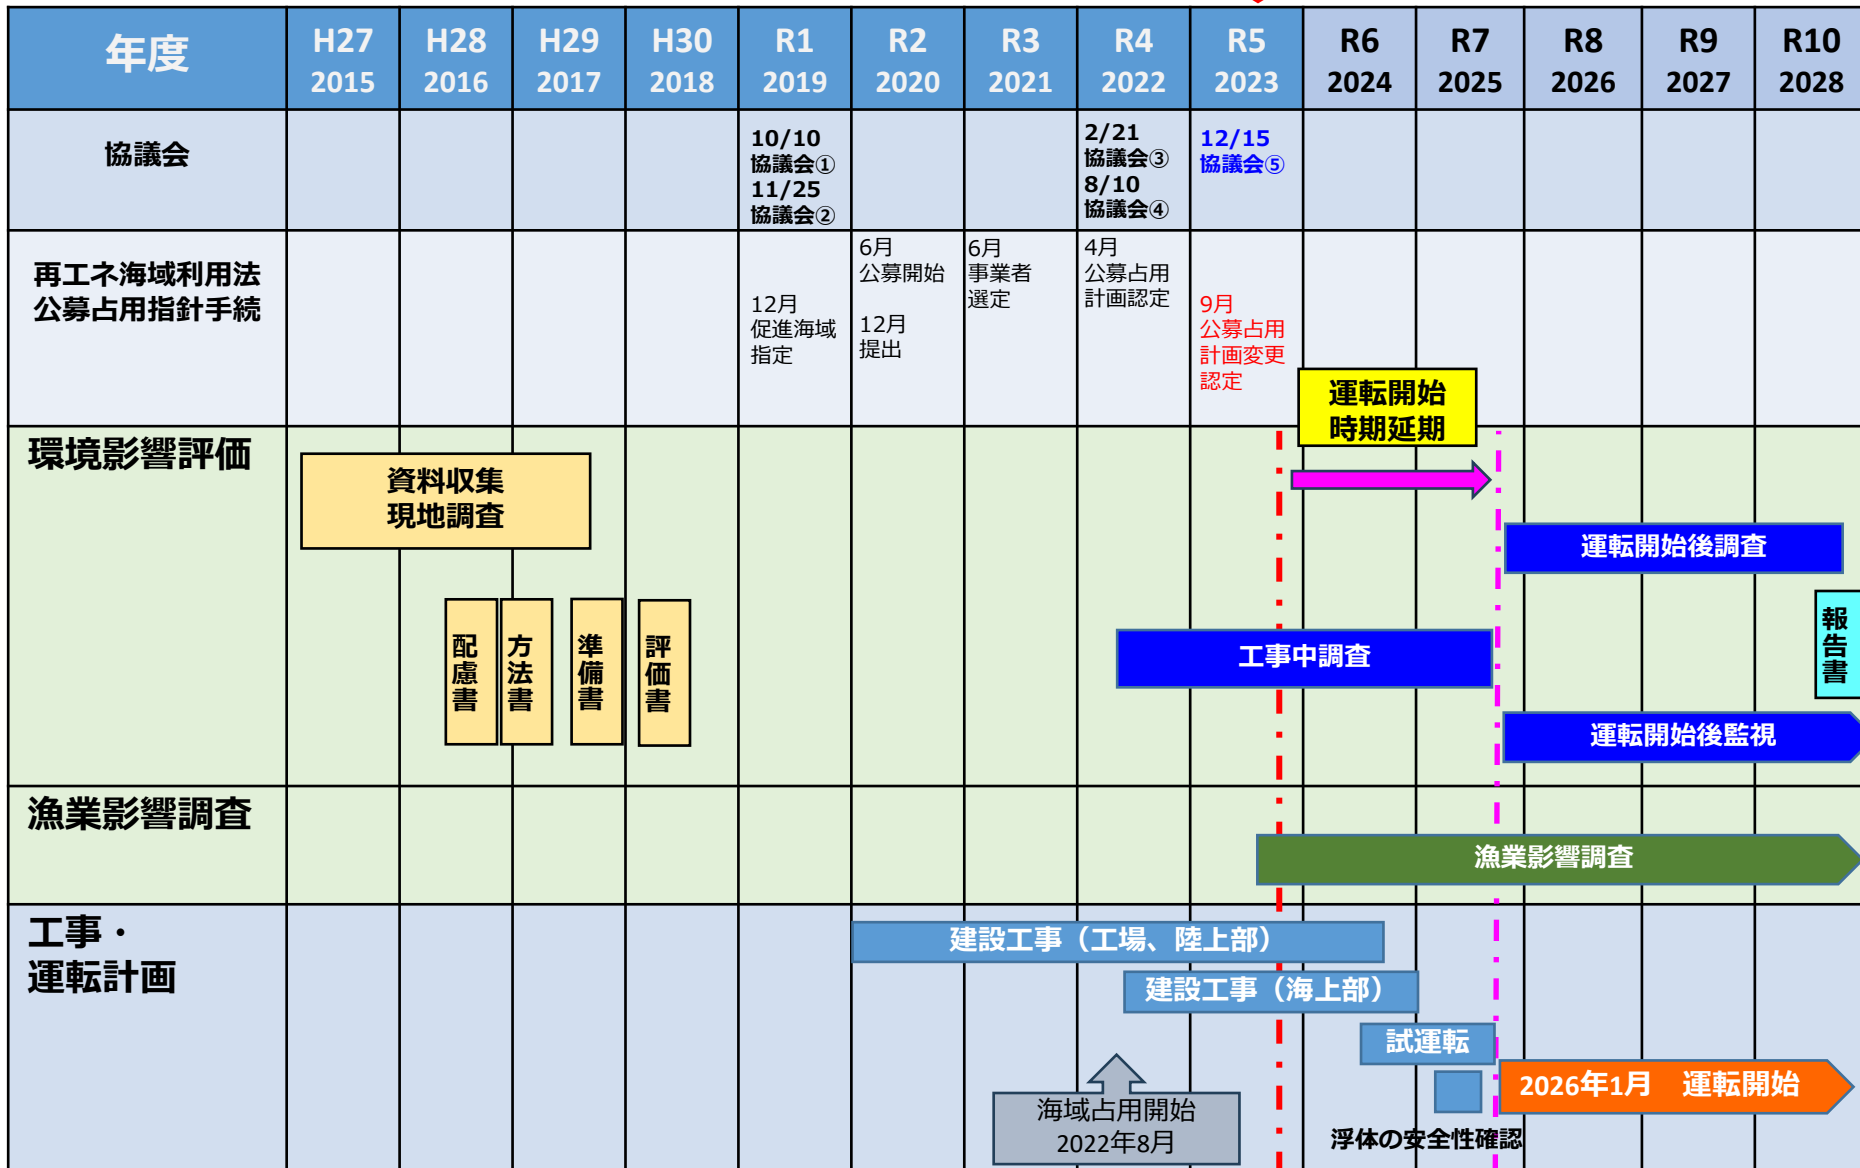 年度
H27
2015
H28
2016
H29
2017
H30
2018
R1
2019
R2
2020
R3
2021
R4
2022
R5
2023
R6
2024
R7
2025
R8
2026
R9
2027
R10
2028
協議会
10/10
協議会①
11/25
協議会②
2/21
協議会③
8/10
協議会④
12/15
協議会⑤
再エネ海域利用法
公募占用指針手続
12月
促進海域
指定
6月
公募開始
12月
提出
6月
事業者
選定
4月
公募占用
計画認定
9月
公募占用
計画変更
認定
運転開始
時期延期
環境影響評価
資料収集
現地調査
運転開始後調査
配慮書
方法書
準備書
評価書
工事中調査
報告書
運転開始後監視
漁業影響調査
漁業影響調査
工事・
運転計画
建設工事（工場、陸上部）
建設工事（海上部）
試運転
2026年1月　運転開始
海域占用開始
2022年8月
浮体の安全性確認